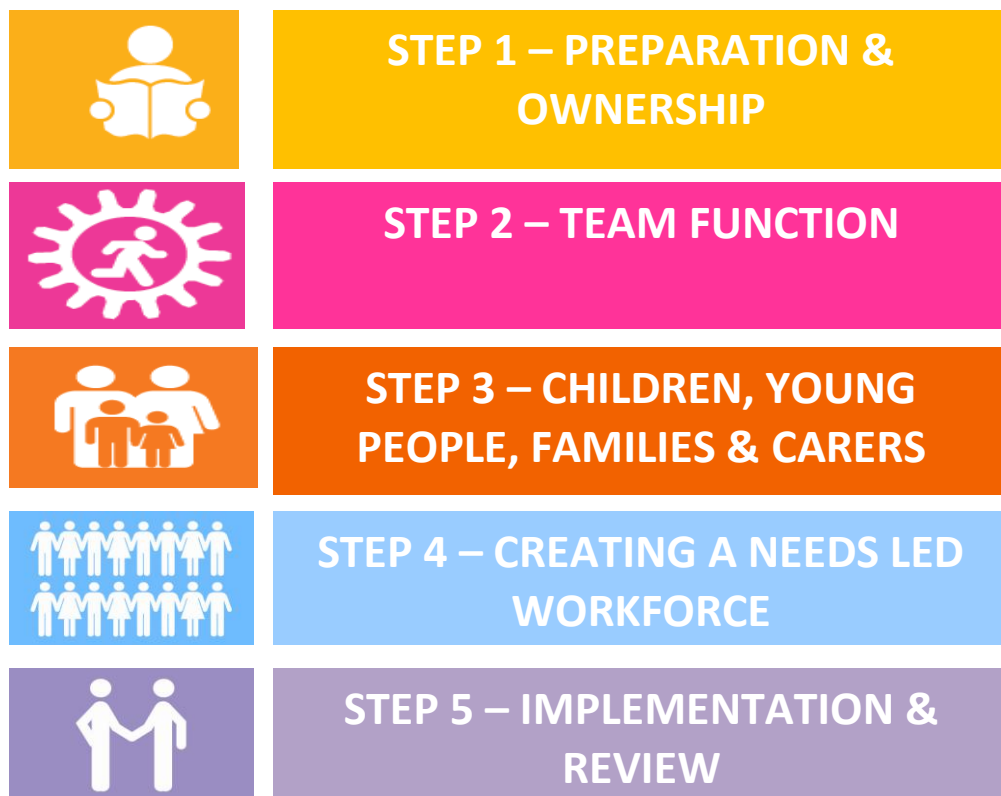 STEP 1 – PREPARATION &
OWNERSHIP
STEP 2 – TEAM FUNCTION
STEP 3 – CHILDREN, YOUNG
PEOPLE, FAMILIES & CARERS
STEP 4 – CREATING A NEEDS LED
WORKFORCE
STEP 5 – IMPLEMENTATION &
REVIEW